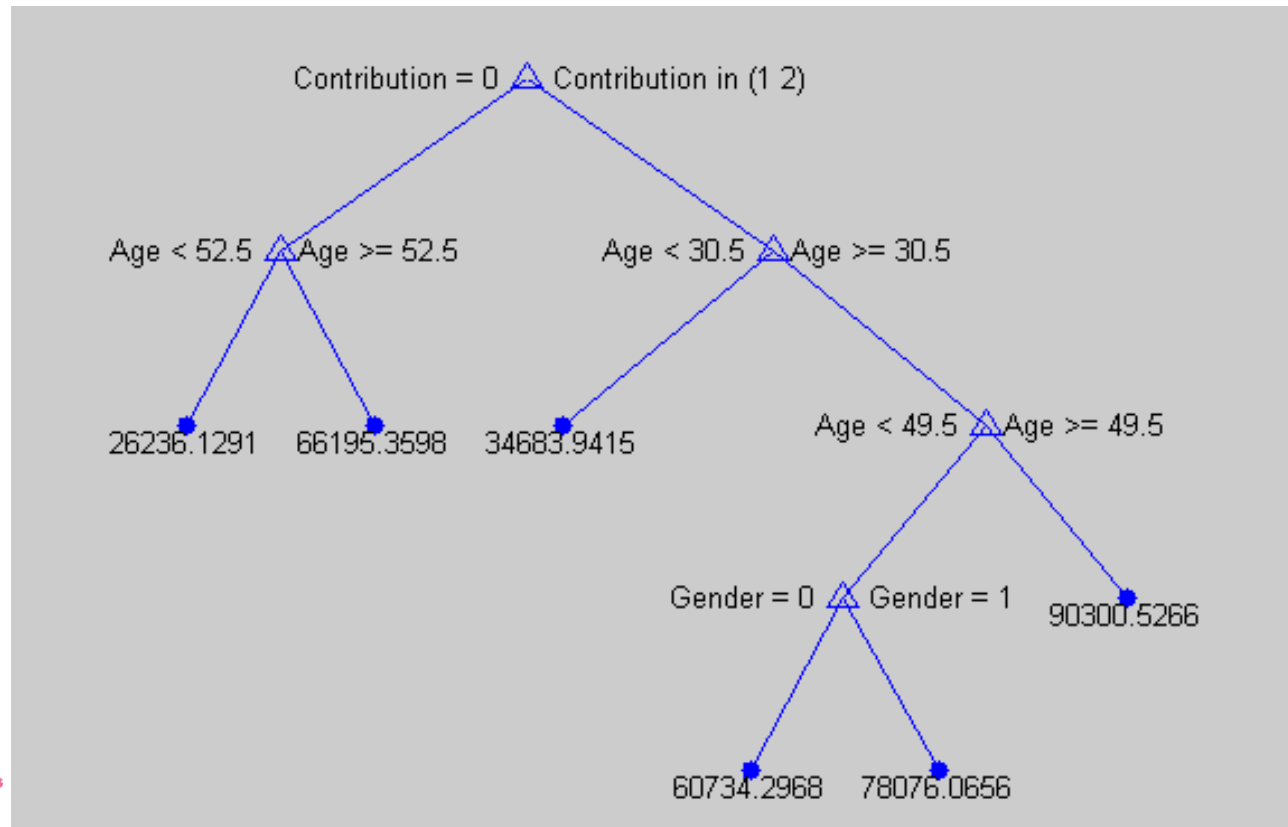 Contribution = 0 Contribution in (1 2)
Age < 52.5 Age >= 52.5 Age < 30.5 Age >= 30.5
26236.1291 66195.3598 34683.9415
Age < 49.5 Age >= 49.5
Gender = 0 Gender = 1
90300.5266
60734.2968 78076.0656